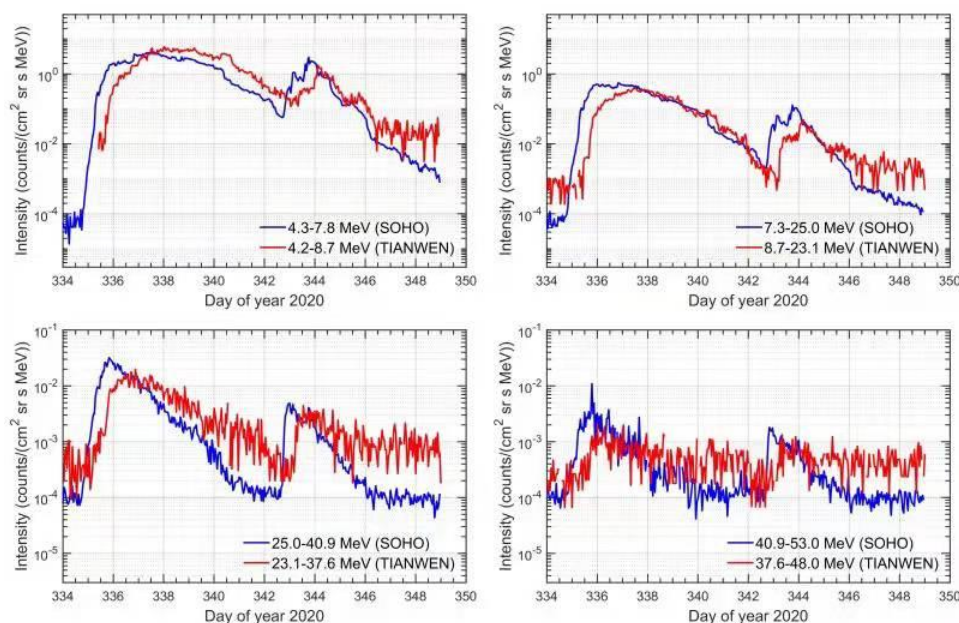 Intensity (counts/(cm² sr s MeV))
10⁰
10⁻²
10⁻⁴
4.3-7.8 MeV (SOHO)
4.2-8.7 MeV (TIANWEN)
334 336 338 340 342 344 346 348 350
Day of year 2020
Intensity (counts/(cm² sr s MeV))
10⁰
10⁻²
10⁻⁴
7.3-25.0 MeV (SOHO)
8.7-23.1 MeV (TIANWEN)
334 336 338 340 342 344 346 348 350
Day of year 2020
Intensity (counts/(cm² sr s MeV))
10⁻¹
10⁻²
10⁻³
10⁻⁴
10⁻⁵
25.0-40.9 MeV (SOHO)
23.1-37.6 MeV (TIANWEN)
334 336 338 340 342 344 346 348 350
Day of year 2020
Intensity (counts/(cm² sr s MeV))
10⁻¹
10⁻²
10⁻³
10⁻⁴
10⁻⁵
40.9-53.0 MeV (SOHO)
37.6-48.0 MeV (TIANWEN)
334 336 338 340 342 344 346 348 350
Day of year 2020